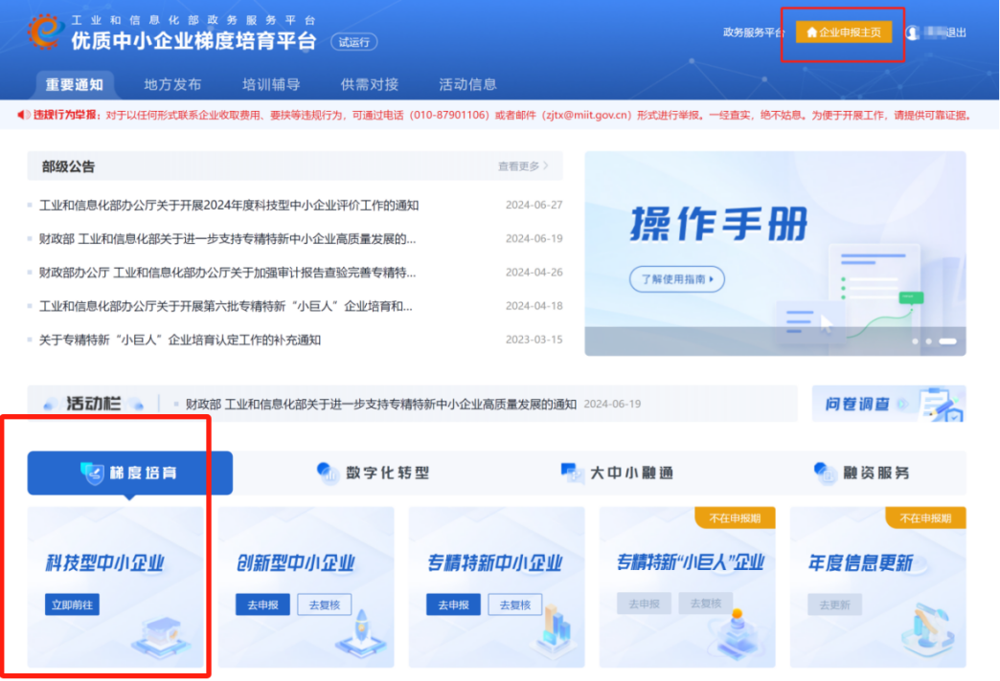 工业和信息化部政务服务平台
优质中小企业梯度培育平台 试运行
政务服务平台 企业申报主页 退出
重要通知 地方发布 培训辅导 供需对接 活动信息
违规行为举报：对于以任何形式联系企业收取费用、要挟等违规行为，可通过电话（010-87901106）或者邮件（zjtx@miit.gov.cn）形式进行举报。一经查实，绝不姑息。为便于开展工作，请提供可靠证据。
部级公告 查看更多
工业和信息化部办公厅关于开展2024年度科技型中小企业评价工作的通知 2024-06-27
财政部 工业和信息化部关于进一步支持专精特新中小企业高质量发展的... 2024-06-19
财政部办公厅 工业和信息化部办公厅关于加强审计报告查验完善专精特... 2024-04-26
工业和信息化部办公厅关于开展第六批专精特新“小巨人”企业培育和... 2024-04-18
关于专精特新“小巨人”企业培育认定工作的补充通知 2023-03-15
操作手册
了解使用指南
活动栏 财政部 工业和信息化部关于进一步支持专精特新中小企业高质量发展的通知 2024-06-19
问卷调查
梯度培育 数字化转型 大中小融通 融资服务
不在申报期 不在申报期
科技型中小企业 创新型中小企业 专精特新中小企业 专精特新“小巨人”企业 年度信息更新
立即前往 去申报 去复核 去申报 去复核 去申报 去复核 去更新